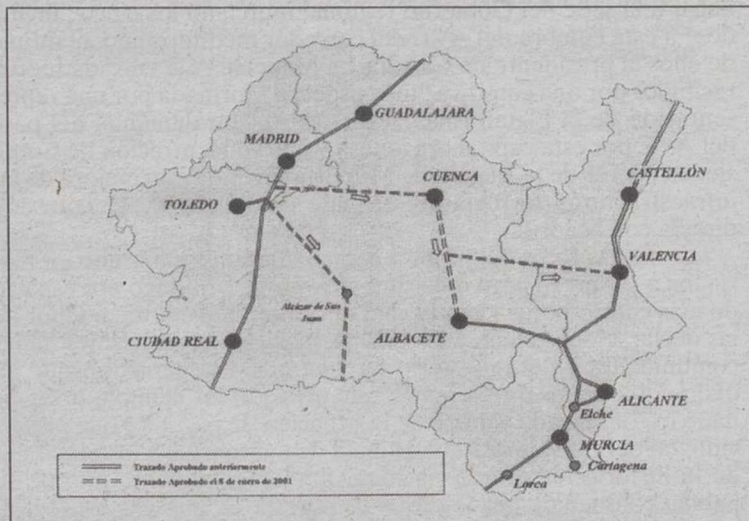 GUADALAJARA
MADRID
CUENCA
TOLEDO
CASTELLÓN
VALENCIA
Alcázar de San
Juan
CIUDAD REAL
ALBACETE
ALICANTE
Elche
MURCIA
Cartagena
Lorca
Trazado Aprobado anteriormente
Trazado Aprobado el 8 de enero de 2001